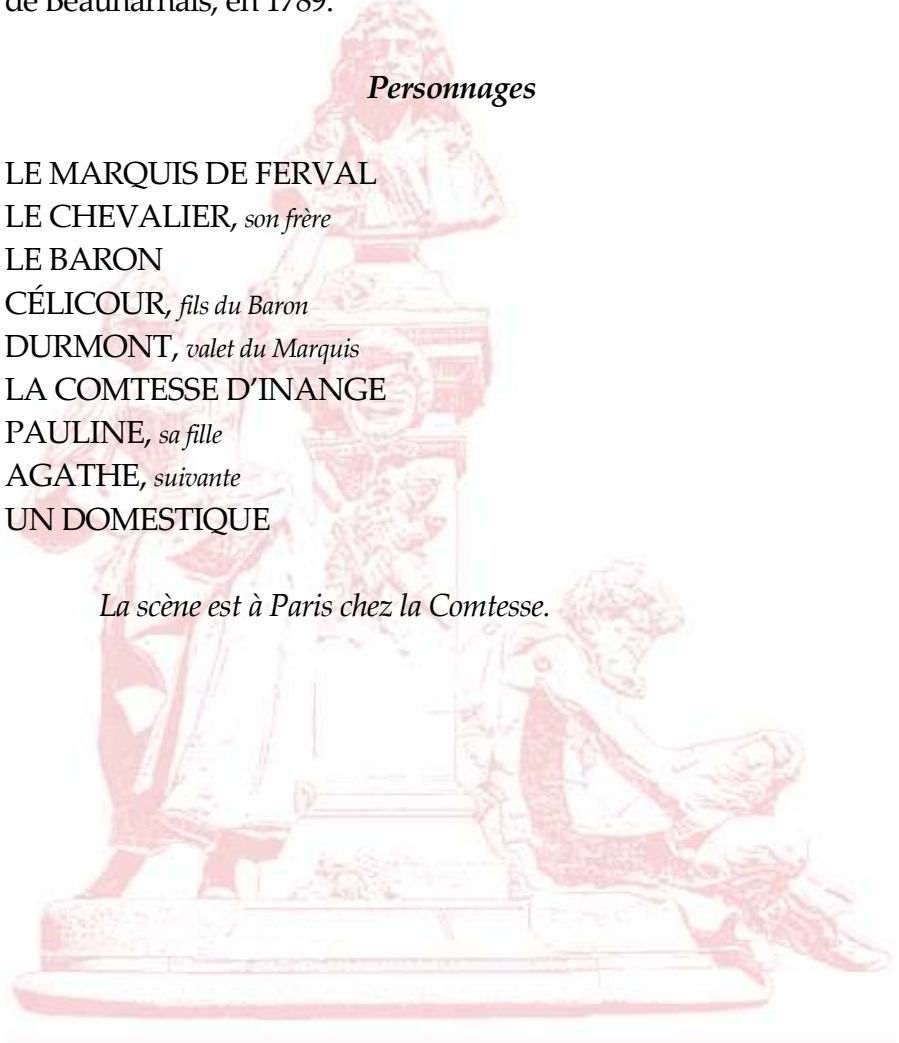 de Beauharnais, en 1789.
Personnages
LE MARQUIS DE FERVAL
LE CHEVALIER, son frère
LE BARON
CÉLICOUR, fils du Baron
DURMONT, valet du Marquis
LA COMTESSE D’INANGE
PAULINE, sa fille
AGATHE, suivante
UN DOMESTIQUE
La scène est à Paris chez la Comtesse.